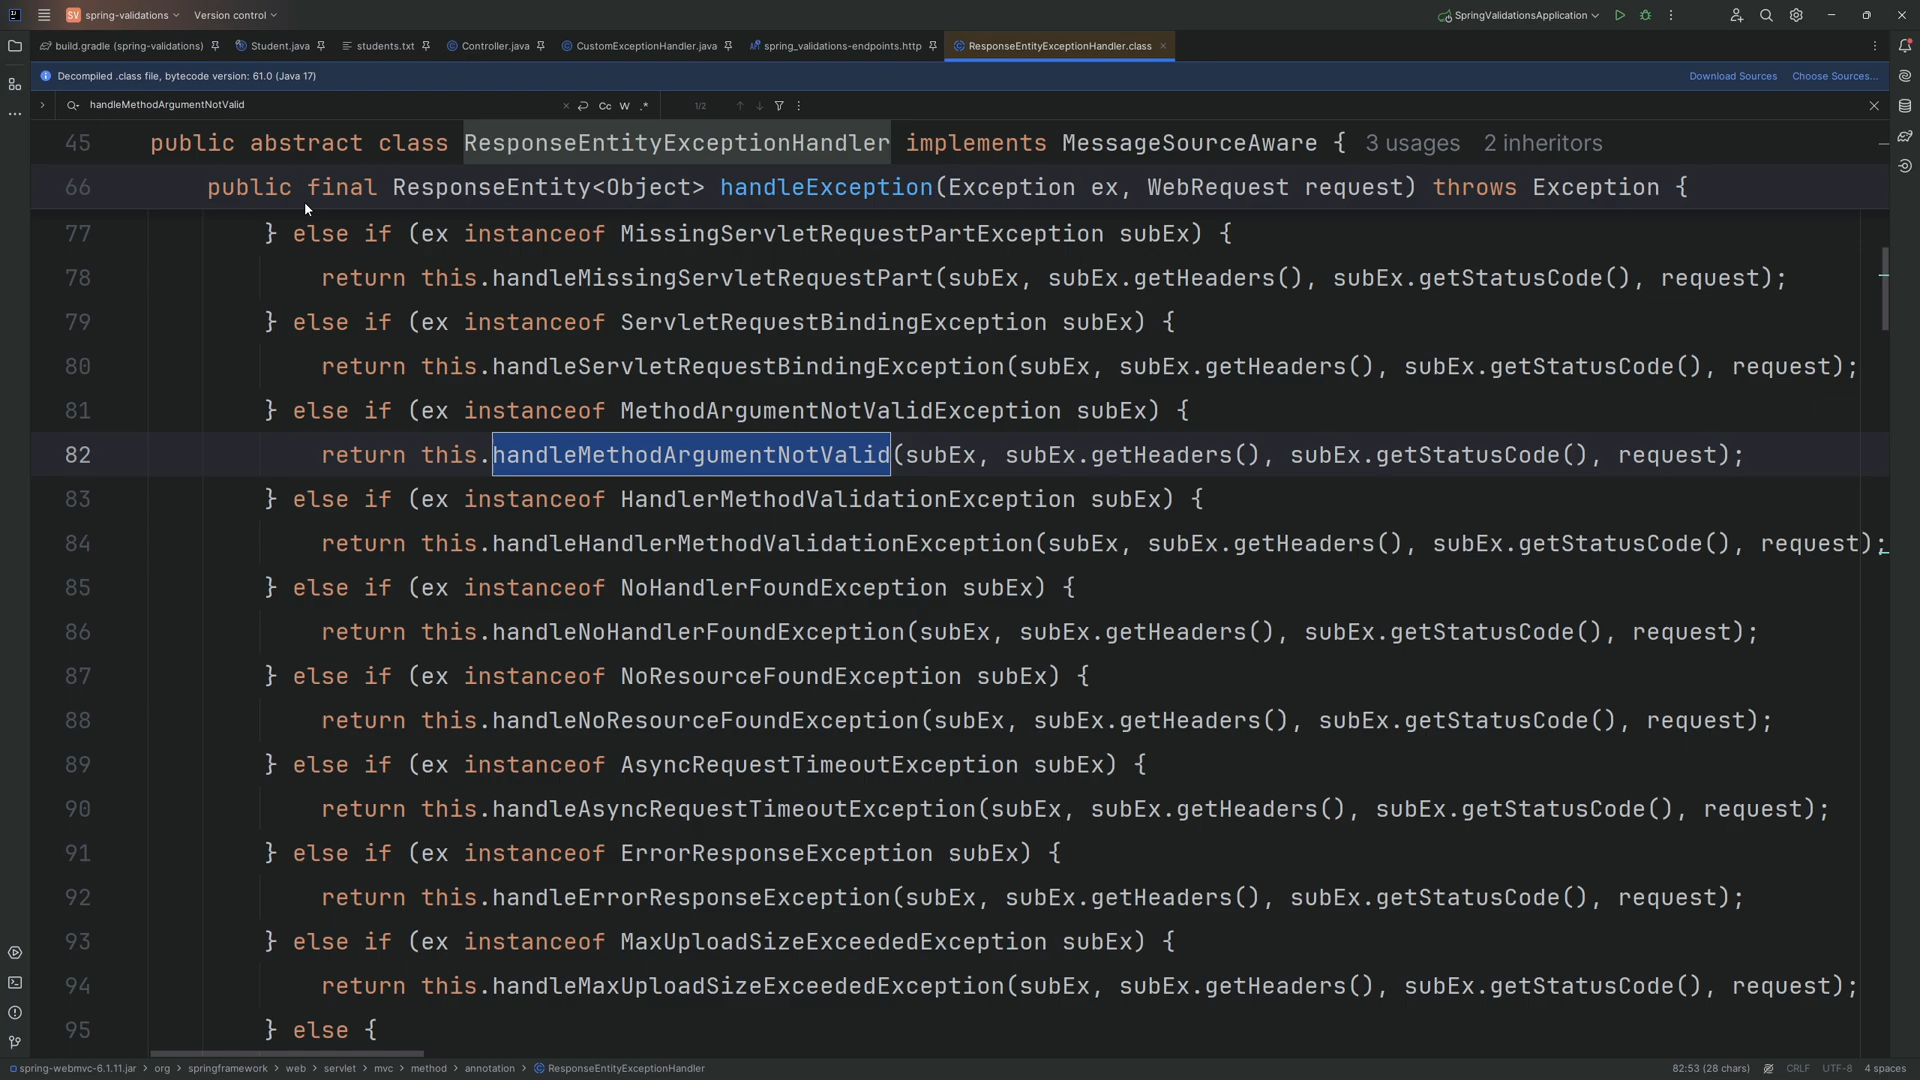 SV spring-validations Version control SpringValidationsApplication
build.gradle (spring-validations) Student.java students.txt Controller.java CustomExceptionHandler.java spring_validations-endpoints.http ResponseEntityExceptionHandler.class
Decompiled .class file, bytecode version: 61.0 (Java 17) Download Sources Choose Sources...
handleMethodArgumentNotValid Cc W .* 1/2
45 public abstract class ResponseEntityExceptionHandler implements MessageSourceAware { 3 usages 2 inheritors
66 public final ResponseEntity<Object> handleException(Exception ex, WebRequest request) throws Exception {
77 } else if (ex instanceof MissingServletRequestPartException subEx) {
78 return this.handleMissingServletRequestPart(subEx, subEx.getHeaders(), subEx.getStatusCode(), request);
79 } else if (ex instanceof ServletRequestBindingException subEx) {
80 return this.handleServletRequestBindingException(subEx, subEx.getHeaders(), subEx.getStatusCode(), request);
81 } else if (ex instanceof MethodArgumentNotValidException subEx) {
82 return this.handleMethodArgumentNotValid(subEx, subEx.getHeaders(), subEx.getStatusCode(), request);
83 } else if (ex instanceof HandlerMethodValidationException subEx) {
84 return this.handleHandlerMethodValidationException(subEx, subEx.getHeaders(), subEx.getStatusCode(), request);
85 } else if (ex instanceof NoHandlerFoundException subEx) {
86 return this.handleNoHandlerFoundException(subEx, subEx.getHeaders(), subEx.getStatusCode(), request);
87 } else if (ex instanceof NoResourceFoundException subEx) {
88 return this.handleNoResourceFoundException(subEx, subEx.getHeaders(), subEx.getStatusCode(), request);
89 } else if (ex instanceof AsyncRequestTimeoutException subEx) {
90 return this.handleAsyncRequestTimeoutException(subEx, subEx.getHeaders(), subEx.getStatusCode(), request);
91 } else if (ex instanceof ErrorResponseException subEx) {
92 return this.handleErrorResponseException(subEx, subEx.getHeaders(), subEx.getStatusCode(), request);
93 } else if (ex instanceof MaxUploadSizeExceededException subEx) {
94 return this.handleMaxUploadSizeExceededException(subEx, subEx.getHeaders(), subEx.getStatusCode(), request);
95 } else {
spring-webmvc-6.1.11.jar > org > springframework > web > servlet > mvc > method > annotation > ResponseEntityExceptionHandler 82:53 (28 chars) CRLF UTF-8 4 spaces